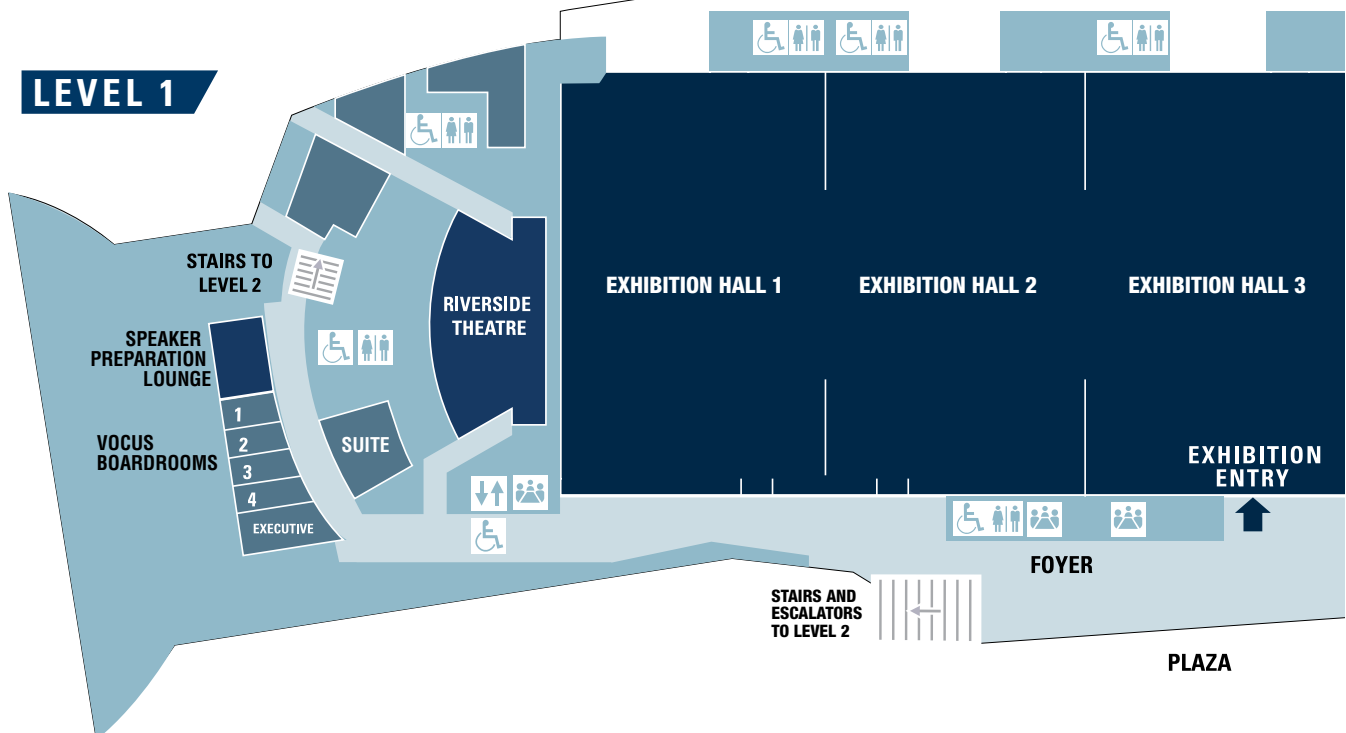 LEVEL 1
STAIRS TO
LEVEL 2
SPEAKER
PREPARATION
LOUNGE
1
2
3
4
EXECUTIVE
VOCUS
BOARDROOMS
SUITE
RIVERSIDE
THEATRE
EXHIBITION HALL 1
EXHIBITION HALL 2
EXHIBITION HALL 3
EXHIBITION
ENTRY
FOYER
STAIRS AND
ESCALATORS
TO LEVEL 2
PLAZA